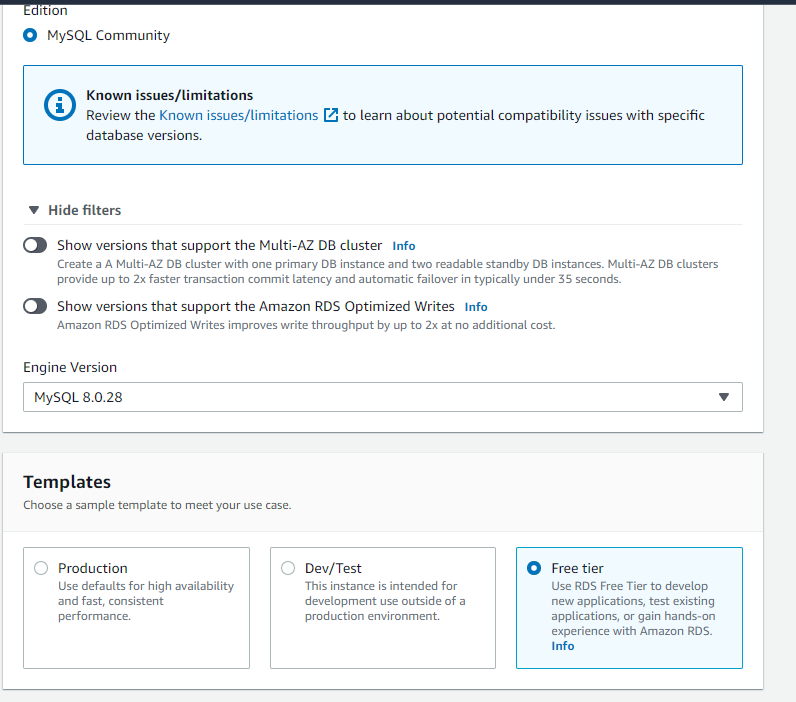 Edition
MySQL Community
Known issues/limitations
Review the Known issues/limitations to learn about potential compatibility issues with specific
database versions.
Hide filters
Show versions that support the Multi-AZ DB cluster Info
Create a A Multi-AZ DB cluster with one primary DB instance and two readable standby DB instances. Multi-AZ DB clusters
provide up to 2x faster transaction commit latency and automatic failover in typically under 35 seconds.
Show versions that support the Amazon RDS Optimized Writes Info
Amazon RDS Optimized Writes improves write throughput by up to 2x at no additional cost.
Engine Version
MySQL 8.0.28
Templates
Choose a sample template to meet your use case.
Production
Use defaults for high availability
and fast, consistent
performance.
Dev/Test
This instance is intended for
development use outside of a
production environment.
Free tier
Use RDS Free Tier to develop
new applications, test existing
applications, or gain hands-on
experience with Amazon RDS.
Info